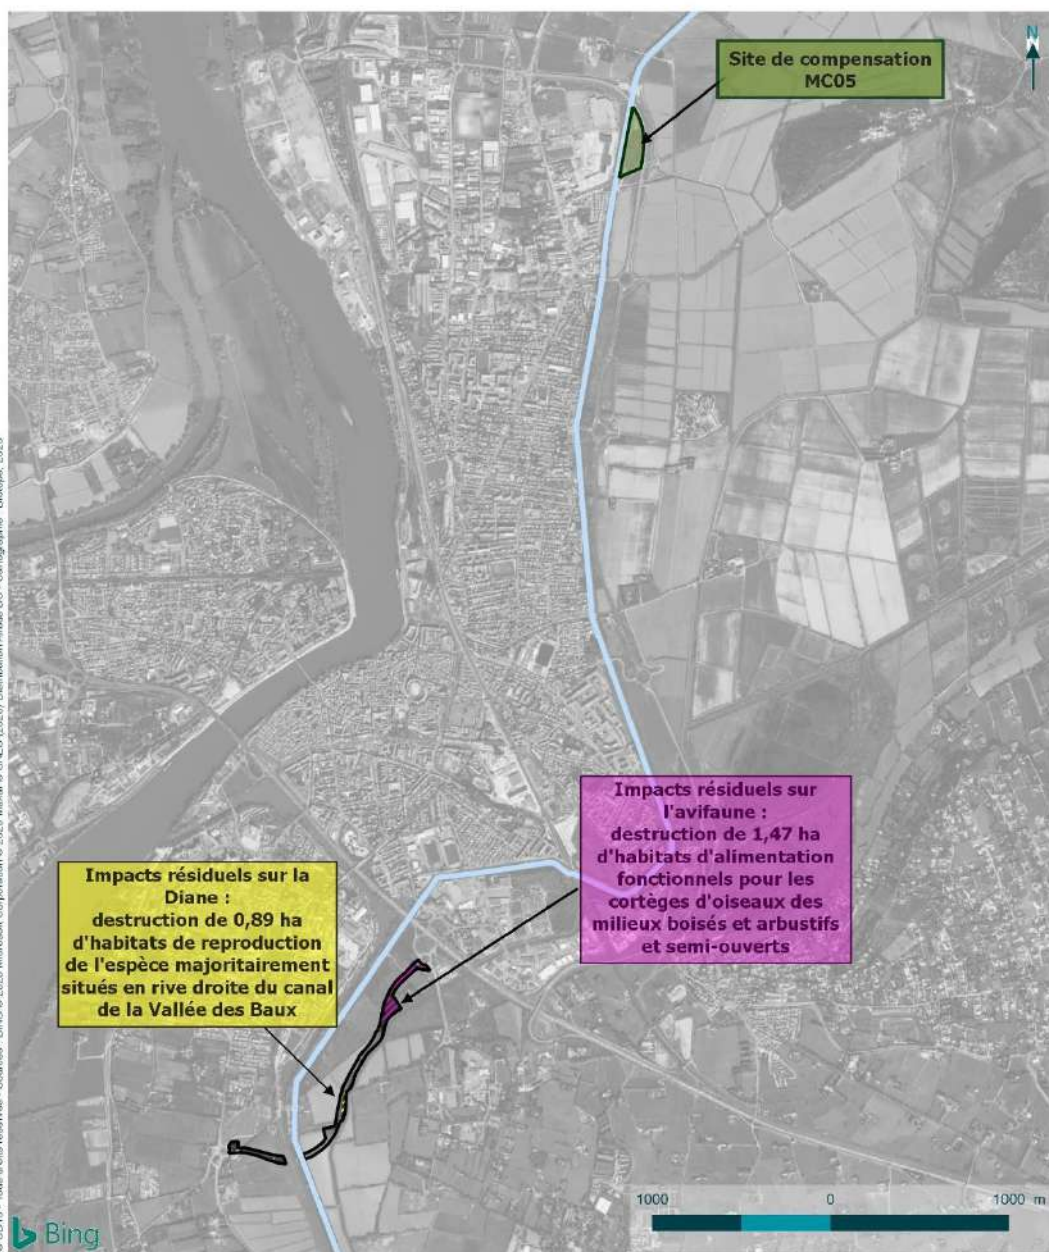 N
Site de compensation
MC05
Impacts résiduels sur
l'avifaune :
destruction de 1,47 ha
d'habitats d'alimentation
fonctionnels pour les
cortèges d'oiseaux des
milieux boisés et arbustifs
et semi-ouverts
Impacts résiduels sur la
Diane :
destruction de 0,89 ha
d'habitats de reproduction
de l'espèce majoritairement
situés en rive droite du canal
de la Vallée des Baux
1000 0 1000 m
Bing